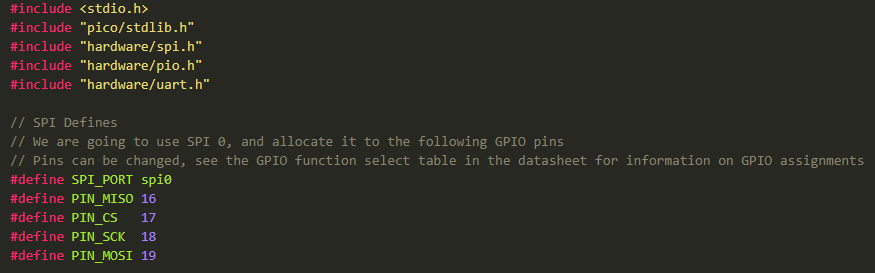 #include <stdio.h>
#include "pico/stdlib.h"
#include "hardware/spi.h"
#include "hardware/pio.h"
#include "hardware/uart.h"

// SPI Defines
// We are going to use SPI 0, and allocate it to the following GPIO pins
// Pins can be changed, see the GPIO function select table in the datasheet for information on GPIO assignments
#define SPI_PORT spi0
#define PIN_MISO 16
#define PIN_CS   17
#define PIN_SCK  18
#define PIN_MOSI 19